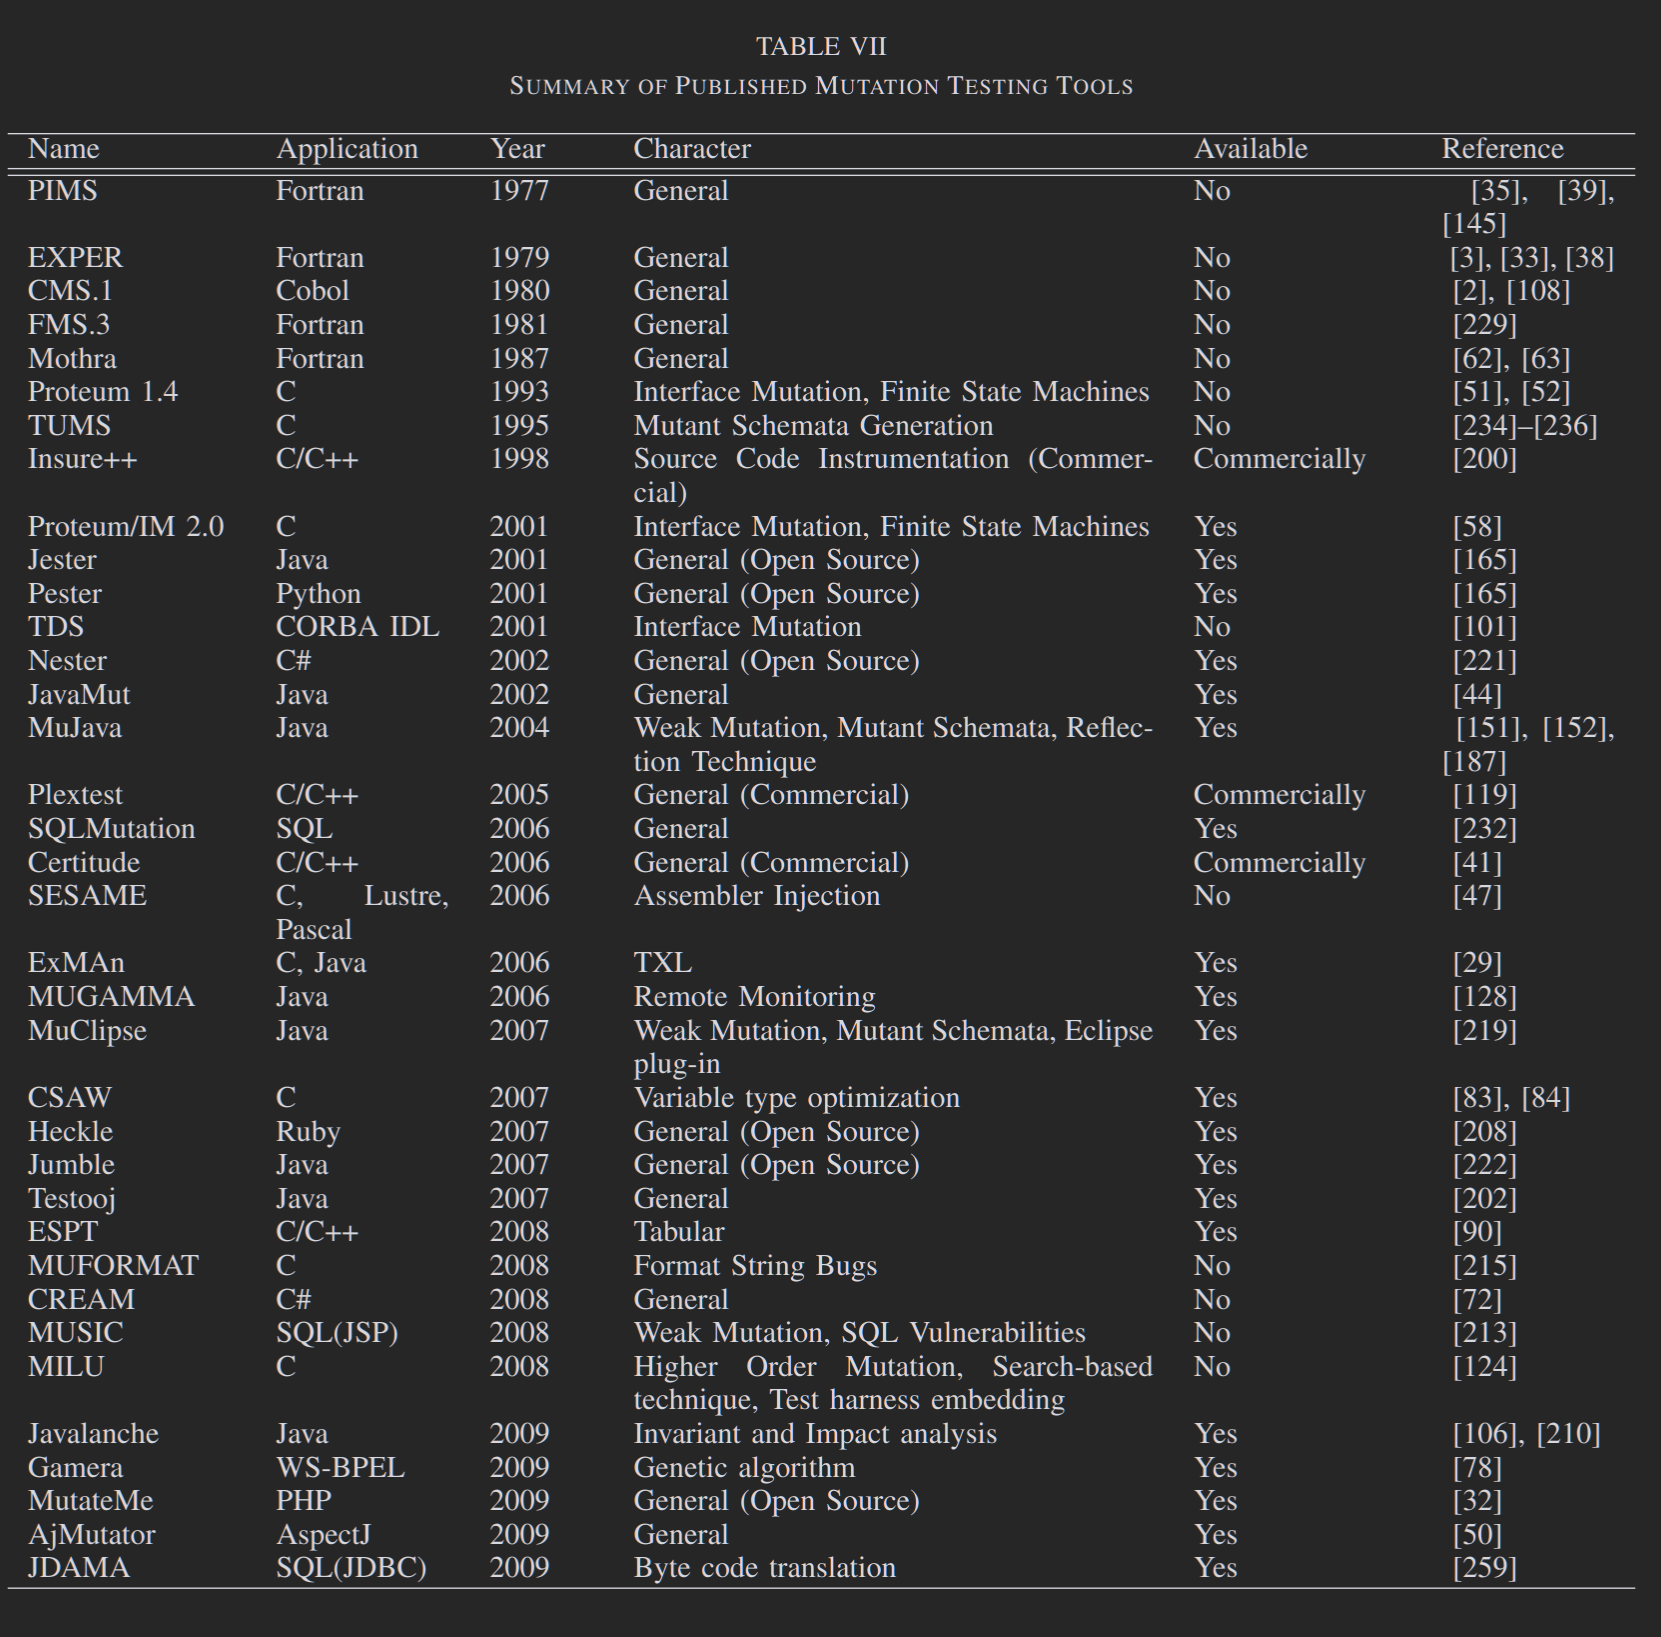 TABLE VII
SUMMARY OF PUBLISHED MUTATION TESTING TOOLS
Name Application Year Character Available Reference
PIMS Fortran 1977 General No [35], [39],
[145]
EXPER Fortran 1979 General No [3], [33], [38]
CMS.1 Cobol 1980 General No [2], [108]
FMS.3 Fortran 1981 General No [229]
Mothra Fortran 1987 General No [62], [63]
Proteum 1.4 C 1993 Interface Mutation, Finite State Machines No [51], [52]
TUMS C 1995 Mutant Schemata Generation No [234]–[236]
Insure++ C/C++ 1998 Source Code Instrumentation (Commer- Commercially [200]
cial)
Proteum/IM 2.0 C 2001 Interface Mutation, Finite State Machines Yes [58]
Jester Java 2001 General (Open Source) Yes [165]
Pester Python 2001 General (Open Source) Yes [165]
TDS CORBA IDL 2001 Interface Mutation No [101]
Nester C# 2002 General (Open Source) Yes [221]
JavaMut Java 2002 General Yes [44]
MuJava Java 2004 Weak Mutation, Mutant Schemata, Reflec- Yes [151], [152],
tion Technique [187]
Plextest C/C++ 2005 General (Commercial) Commercially [119]
SQLMutation SQL 2006 General Yes [232]
Certitude C/C++ 2006 General (Commercial) Commercially [41]
SESAME C, Lustre, 2006 Assembler Injection No [47]
Pascal
ExMAn C, Java 2006 TXL Yes [29]
MUGAMMA Java 2006 Remote Monitoring Yes [128]
MuClipse Java 2007 Weak Mutation, Mutant Schemata, Eclipse Yes [219]
plug-in
CSAW C 2007 Variable type optimization Yes [83], [84]
Heckle Ruby 2007 General (Open Source) Yes [208]
Jumble Java 2007 General (Open Source) Yes [222]
Testooj Java 2007 General Yes [202]
ESPT C/C++ 2008 Tabular Yes [90]
MUFORMAT C 2008 Format String Bugs No [215]
CREAM C# 2008 General No [72]
MUSIC SQL(JSP) 2008 Weak Mutation, SQL Vulnerabilities No [213]
MILU C 2008 Higher Order Mutation, Search-based No [124]
technique, Test harness embedding
Javalanche Java 2009 Invariant and Impact analysis Yes [106], [210]
Gamera WS-BPEL 2009 Genetic algorithm Yes [78]
MutateMe PHP 2009 General (Open Source) Yes [32]
AjMutator AspectJ 2009 General Yes [50]
JDAMA SQL(JDBC) 2009 Byte code translation Yes [259]